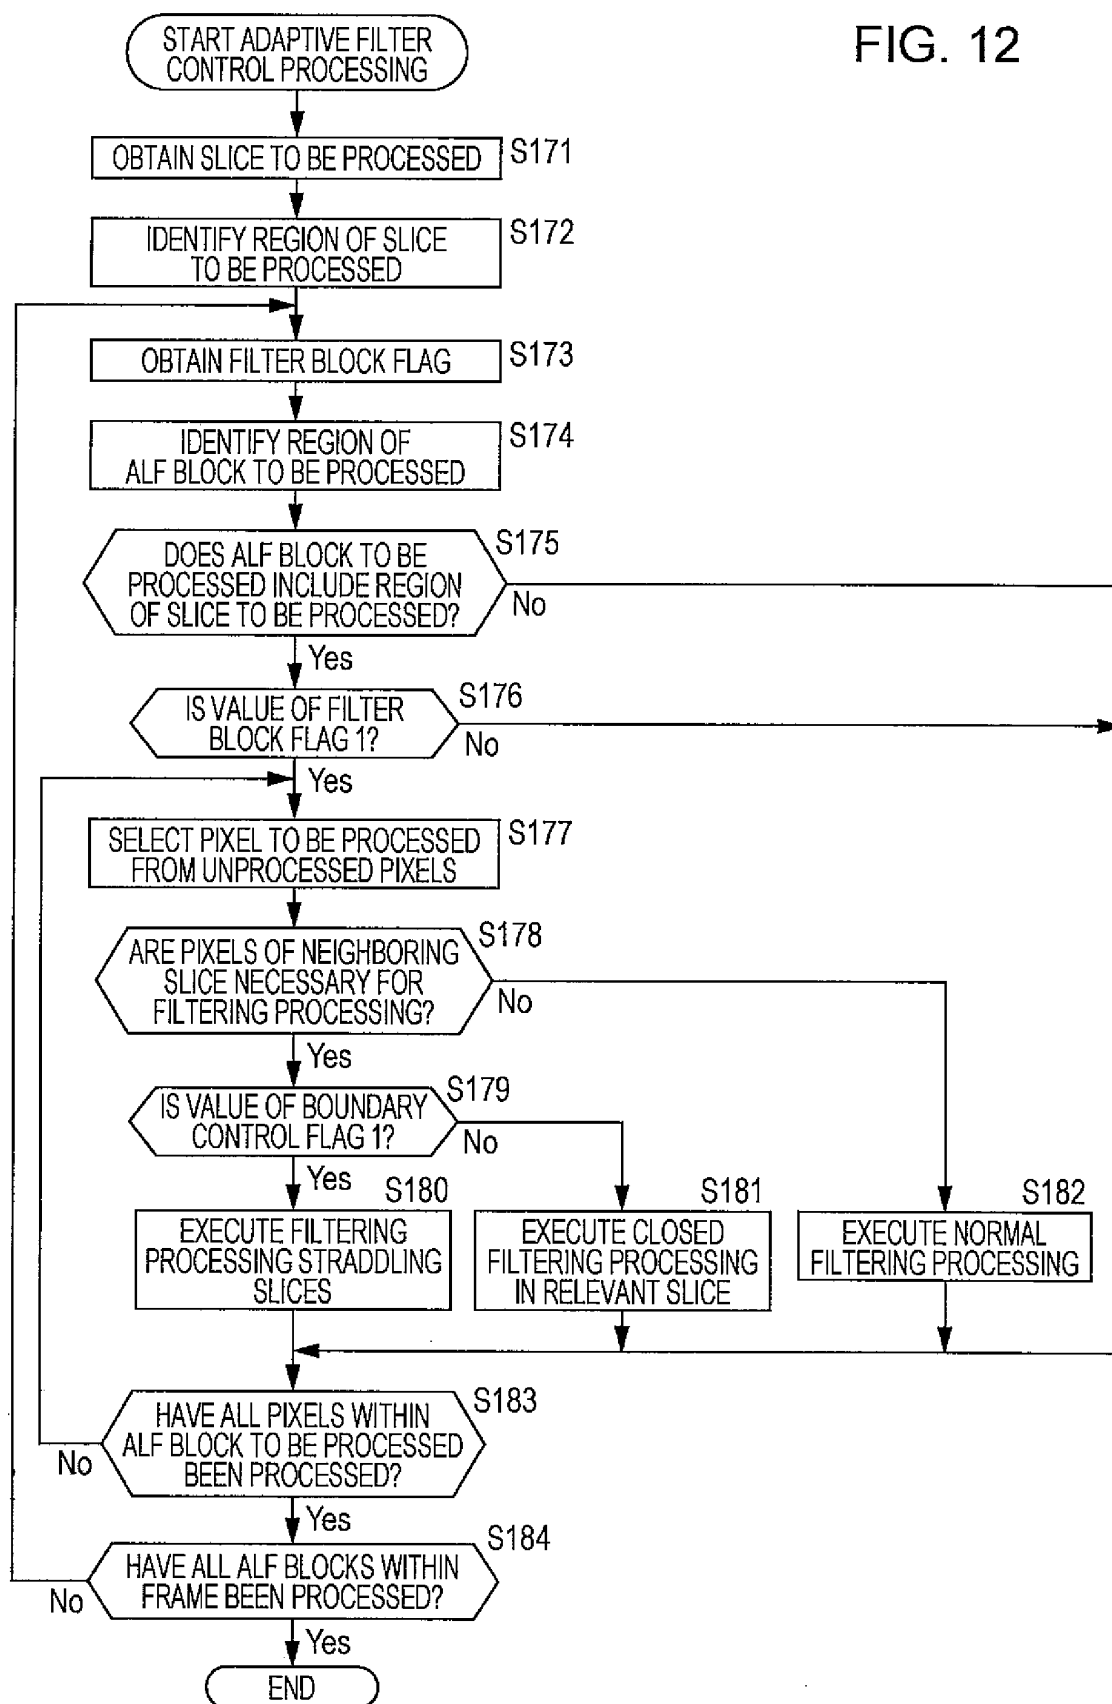 FIG. 12
START ADAPTIVE FILTER
CONTROL PROCESSING
OBTAIN SLICE TO BE PROCESSED
S171
IDENTIFY REGION OF SLICE
TO BE PROCESSED
S172
OBTAIN FILTER BLOCK FLAG
S173
IDENTIFY REGION OF
ALF BLOCK TO BE PROCESSED
S174
DOES ALF BLOCK TO BE
PROCESSED INCLUDE REGION
OF SLICE TO BE PROCESSED?
S175
No
Yes
IS VALUE OF FILTER
BLOCK FLAG 1?
S176
No
Yes
SELECT PIXEL TO BE PROCESSED
FROM UNPROCESSED PIXELS
S177
ARE PIXELS OF NEIGHBORING
SLICE NECESSARY FOR
FILTERING PROCESSING?
S178
No
Yes
IS VALUE OF BOUNDARY
CONTROL FLAG 1?
S179
No
Yes
S180
EXECUTE FILTERING
PROCESSING STRADDLING
SLICES
S181
EXECUTE CLOSED
FILTERING PROCESSING
IN RELEVANT SLICE
S182
EXECUTE NORMAL
FILTERING PROCESSING
HAVE ALL PIXELS WITHIN
ALF BLOCK TO BE PROCESSED
BEEN PROCESSED?
S183
No
Yes
HAVE ALL ALF BLOCKS WITHIN
FRAME BEEN PROCESSED?
S184
No
Yes
END